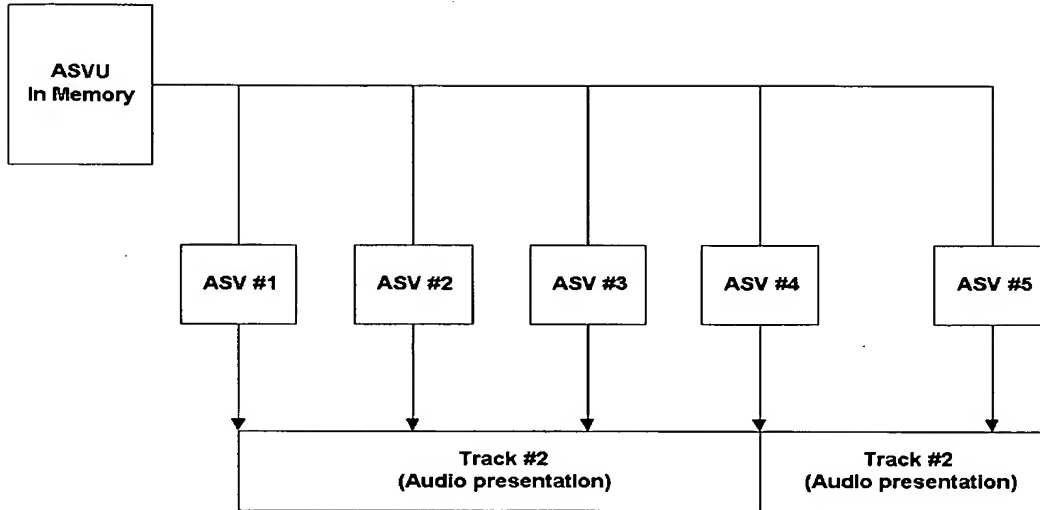 ASVU
In Memory
ASV #1
ASV #2
ASV #3
ASV #4
ASV #5
Track #2
(Audio presentation)
Track #2
(Audio presentation)